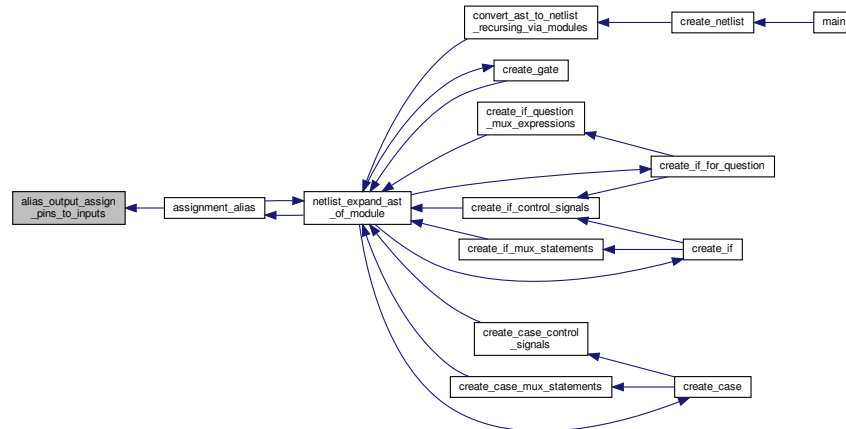 convert_ast_to_netlist
_recursing_via_modules
create_netlist
main
create_gate
create_if_question
_mux_expressions
create_if_for_question
alias_output_assign
_pins_to_inputs
assignment_alias
netlist_expand_ast
_of_module
create_if_control_signals
create_if_mux_statements
create_if
create_case_control
_signals
create_case_mux_statements
create_case